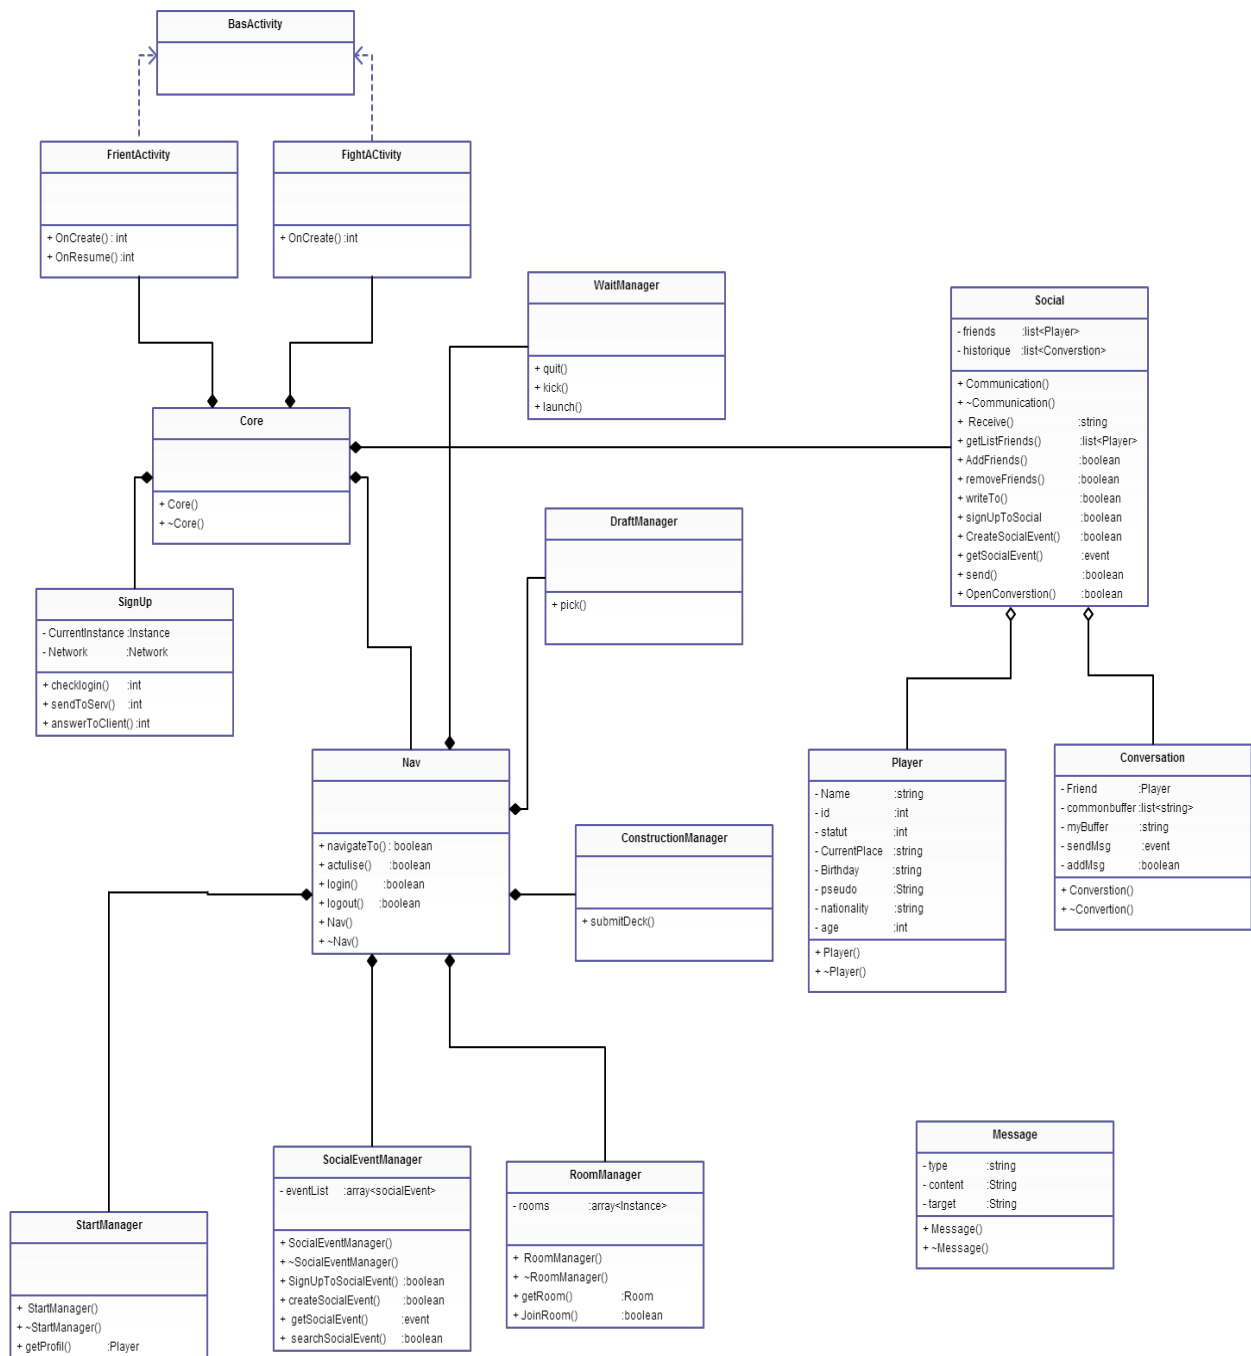 BasActivity
FrientActivity
+ OnCreate() : int
+ OnResume() :int
FightACtivity
+ OnCreate() :int
WaitManager
+ quit()
+ kick()
+ launch()
Social
- friends :list<Player>
- historique :list<Converstion>
+ Communication()
+ ~Communication()
+ Receive() :string
+ getListFriends() :list<Player>
+ AddFriends() :boolean
+ removeFriends() :boolean
+ writeTo() :boolean
+ signUpToSocial :boolean
+ CreateSocialEvent() :boolean
+ getSocialEvent() :event
+ send() :boolean
+ OpenConverstion() :boolean
Core
+ Core()
+ ~Core()
DraftManager
+ pick()
SignUp
- CurrentInstance :Instance
- Network :Network
+ checklogin() :int
+ sendToServ() :int
+ answerToClient() :int
Nav
+ navigateTo() : boolean
+ actulise() :boolean
+ login() :boolean
+ logout() :boolean
+ Nav()
+ ~Nav()
ConstructionManager
+ submitDeck()
Player
- Name :string
- id :int
- statut :int
- CurrentPlace :string
- Birthday :string
- pseudo :String
- nationality :string
- age :int
+ Player()
+ ~Player()
Conversation
- Friend :Player
- commonbuffer :list<string>
- myBuffer :string
- sendMsg :event
- addMsg :boolean
+ Converstion()
+ ~Convertion()
Message
- type :string
- content :String
- target :String
+ Message()
+ ~Message()
SocialEventManager
- eventList :array<socialEvent>
+ SocialEventManager()
+ ~SocialEventManager()
+ SignUpToSocialEvent() :boolean
+ createSocialEvent() :boolean
+ getSocialEvent() :event
+ searchSocialEvent() :boolean
RoomManager
- rooms :array<Instance>
+ RoomManager()
+ ~RoomManager()
+ getRoom() :Room
+ JoinRoom() :boolean
StartManager
+ StartManager()
+ ~StartManager()
+ getProfil() :Player